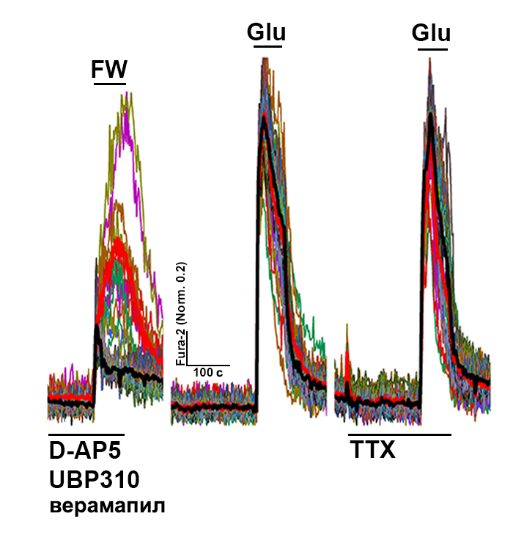 Glu
Glu
FW
Fura-2 (Norm. 0.2)
100 с
D-AP5
UBP310
верамапил
TTX